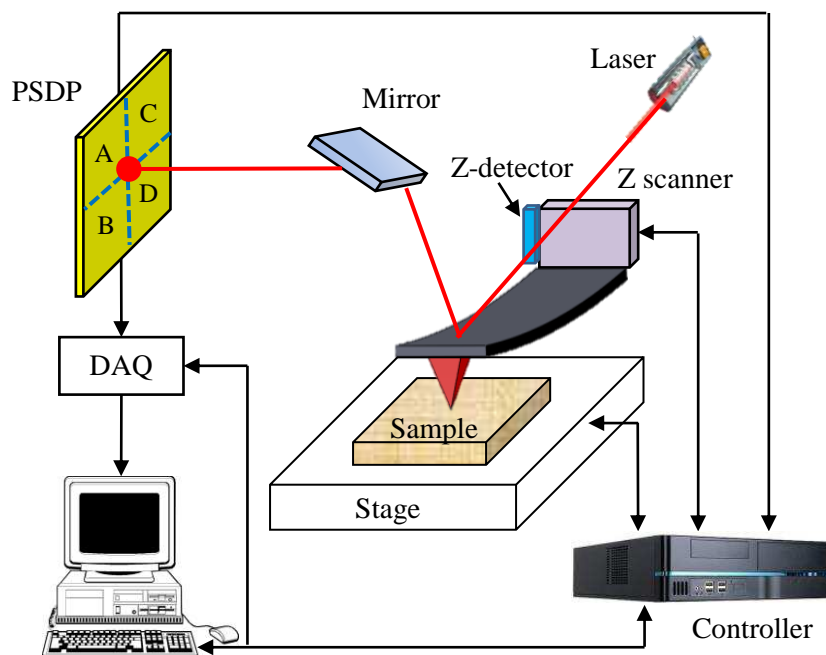 Laser
PSDP
Mirror
C
A
Z-detector
Z scanner
D
B
DAQ
Sample
Stage
Controller